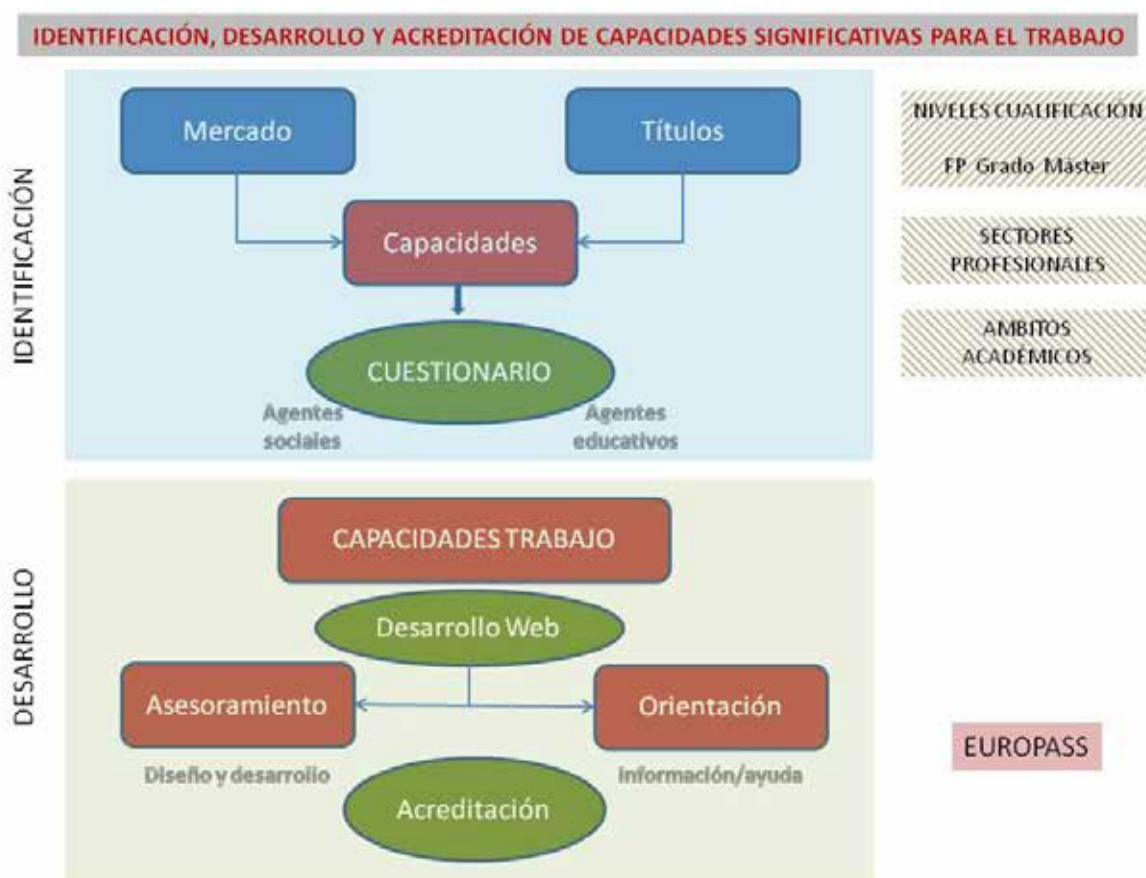 IDENTIFICACIÓN, DESARROLLO Y ACREDITACIÓN DE CAPACIDADES SIGNIFICATIVAS PARA EL TRABAJO
IDENTIFICACIÓN
Mercado
Títulos
Capacidades
CUESTIONARIO
Agentes
sociales
Agentes
educativos
NIVELES CUALIFICACIÓN
FP Grado Máster
SECTORES
PROFESIONALES
AMBITOS
ACADÉMICOS
DESARROLLO
CAPACIDADES TRABAJO
Desarrollo Web
Asesoramiento
Orientación
Diseño y desarrollo
Información/ayuda
Acreditación
EUROPASS